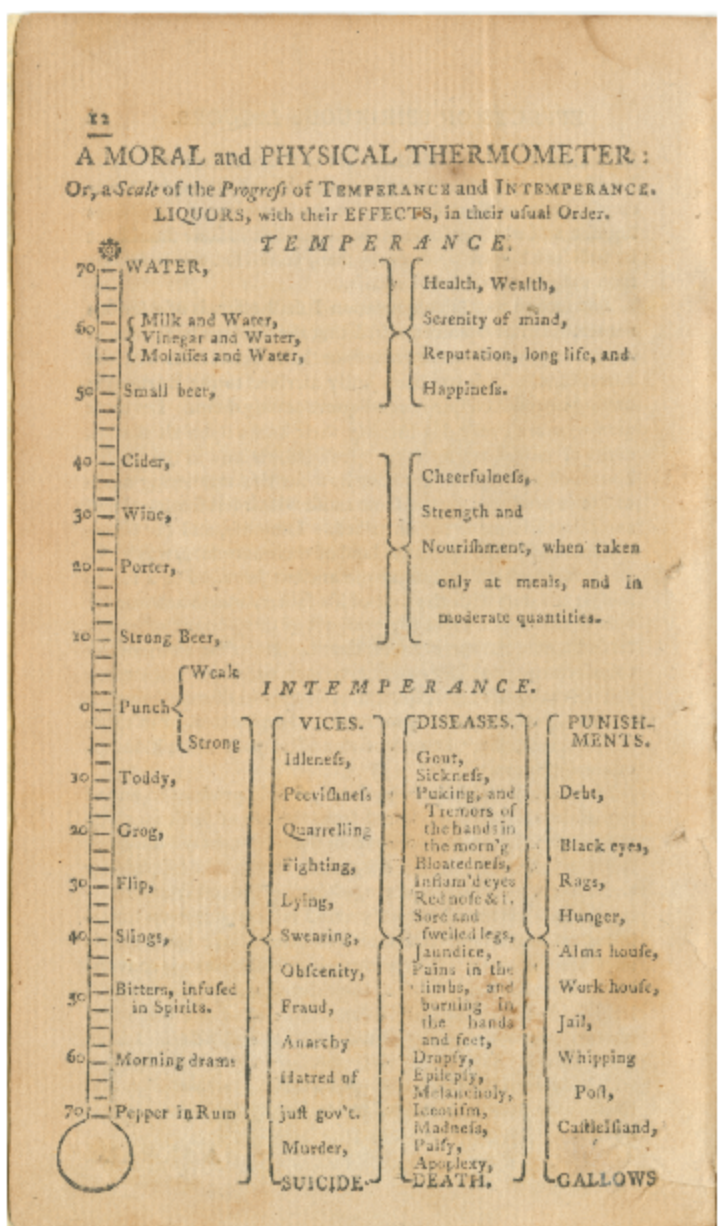 12
A MORAL and PHYSICAL THERMOMETER:
Or, a Scale of the Progreſs of TEMPERANCE and INTEMPERANCE.
LIQUORS, with their EFFECTS, in their uſual Order.
TEMPERANCE.
70 WATER,
60 Milk and Water,
Vinegar and Water,
Molaſſes and Water,
50 Small beer,
Health, Wealth,
Serenity of mind,
Reputation, long life, and
Happineſs.
40 Cider,
30 Wine,
20 Porter,
10 Strong Beer,
Cheerfulneſs,
Strength and
Nouriſhment, when taken
only at meals, and in
moderate quantities.
INTEMPERANCE.
Weak
0 Punch
Strong
10 Toddy,
20 Grog,
30 Flip,
40 Slings,
50 Bitters, infuſed
in Spirits.
60 Morning drams
70 Pepper in Rum
VICES.
Idleneſs,
Peeviſhneſs
Quarrelling
Fighting,
Lying,
Swearing,
Obſcenity,
Fraud,
Anarchy
Hatred of
juſt gov't.
Murder,
SUICIDE.
DISEASES.
Gout,
Sickneſs,
Puking, and
Tremors of
the hands in
the morn'g
Bloatedneſs,
Inflam'd eyes
Red noſe &
Sore and
ſwelled legs,
Jaundice,
Pains in the
limbs, and
burning in
the hands
and feet,
Dropſy,
Epilepſy,
Melancholy,
Madneſs,
Palſy,
Apoplexy,
DEATH.
PUNISH-
MENTS.
Debt,
Black eyes,
Rags,
Hunger,
Alms houſe,
Work houſe,
Jail,
Whipping
Poſt,
Caſtleiſland,
GALLOWS